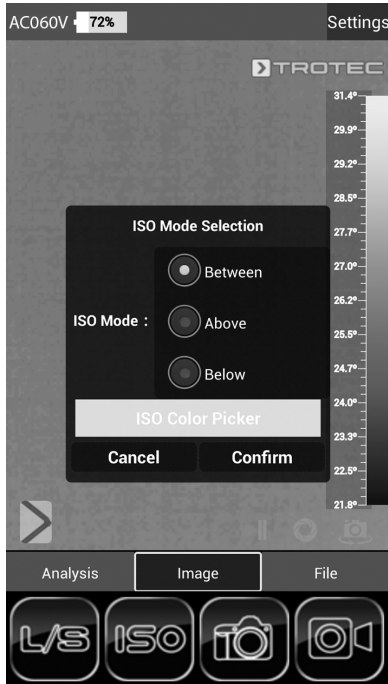 AC060V 72% Settings
TROTEC
31.4°
29.9°
29.2°
28.5°
ISO Mode Selection
27.7°
Between
27.0°
26.2°
ISO Mode : Above
25.5°
Below
24.7°
24.0°
ISO Color Picker
23.3°
Cancel Confirm
22.5°
21.8°
Analysis Image File
L/S ISO